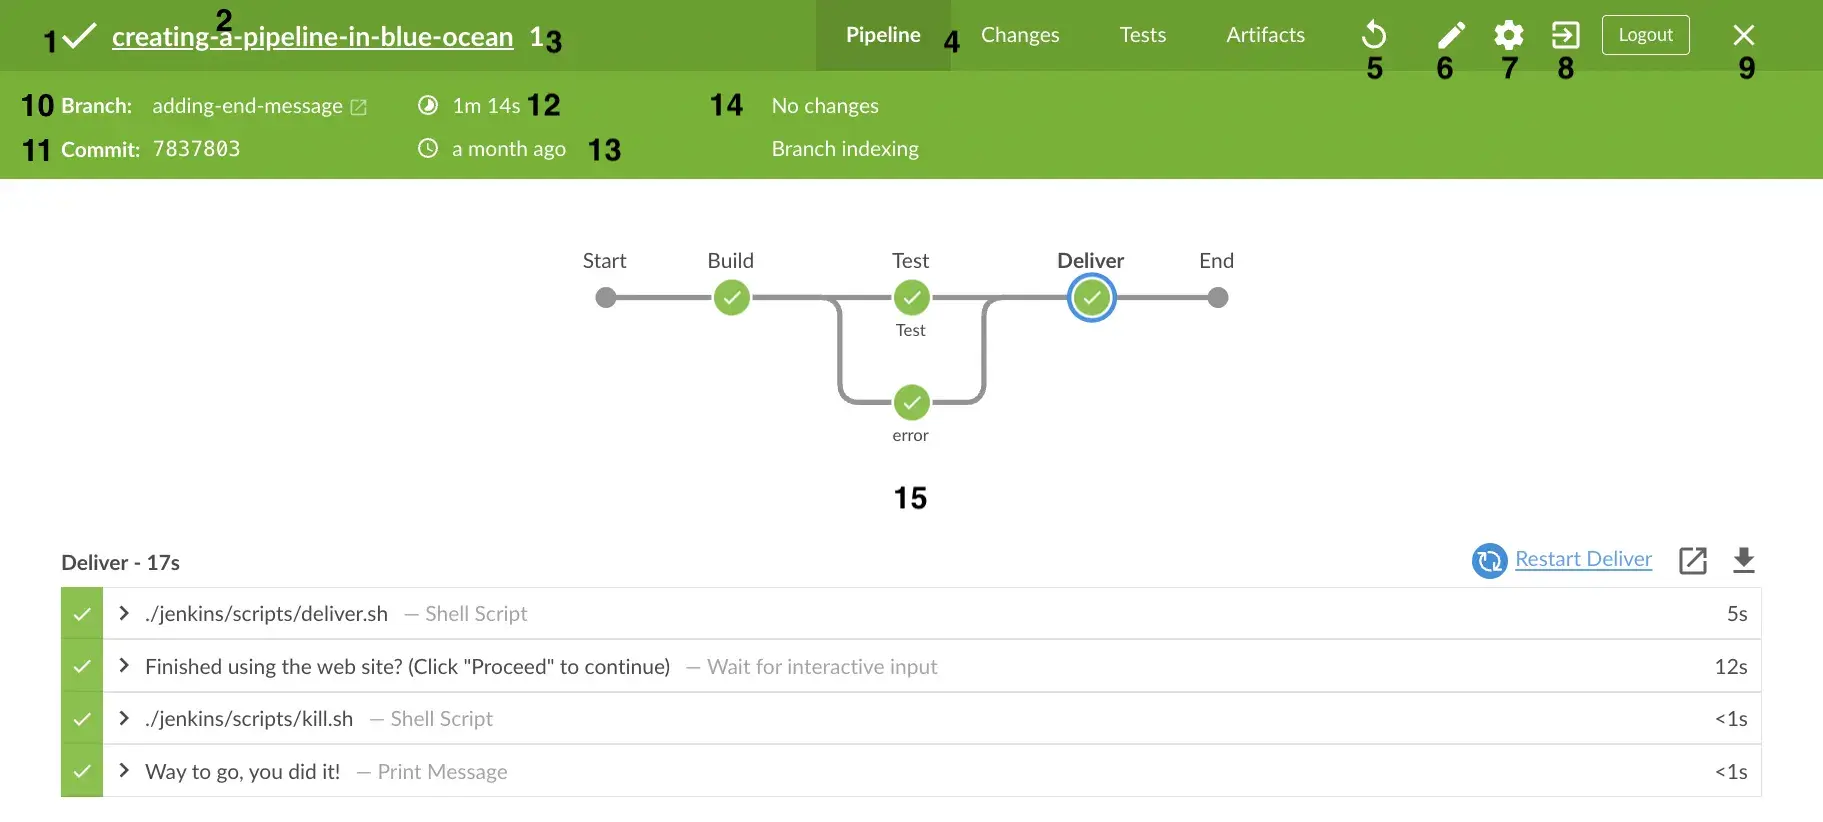 1 creating-a-pipeline-in-blue-ocean 2 1 3 Pipeline 4 Changes Tests Artifacts 5 6 7 8 Logout 9
10 Branch: adding-end-message 1m 14s 12 14 No changes
11 Commit: 7837803 a month ago 13 Branch indexing
Start Build Test Deliver End
Test
error
15
Deliver - 17s Restart Deliver
./jenkins/scripts/deliver.sh — Shell Script 5s
Finished using the web site? (Click "Proceed" to continue) — Wait for interactive input 12s
./jenkins/scripts/kill.sh — Shell Script <1s
Way to go, you did it! — Print Message <1s